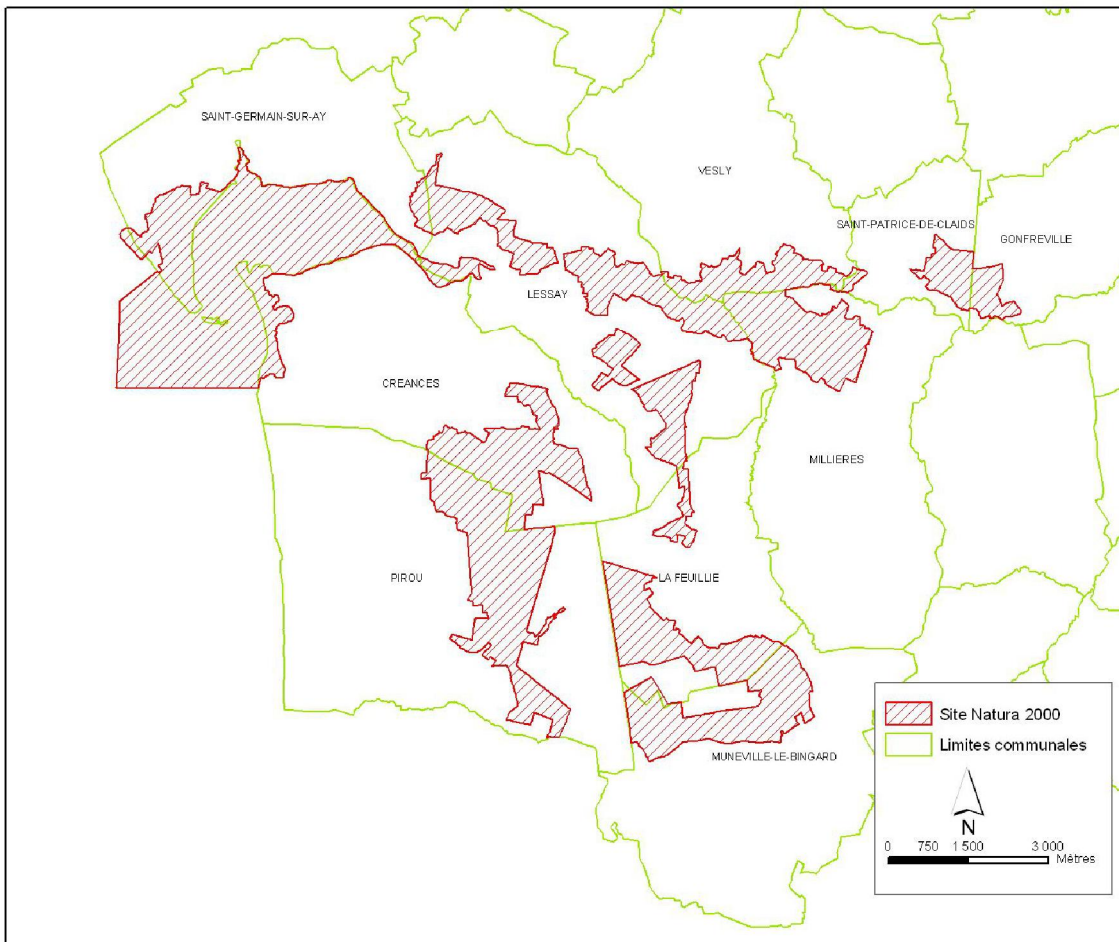 SAINT-GERMAIN-SUR-AY
VESLY
SAINT-PATRICE-DE-CLAIDS
GONFREVILLE
LESSAY
CREANCES
MILLIERES
PIROU
LA FEUILLIE
MUNEVILLE-LE-BINGARD
Site Natura 2000
Limites communales
N
0 750 1 500 3 000
Mètres